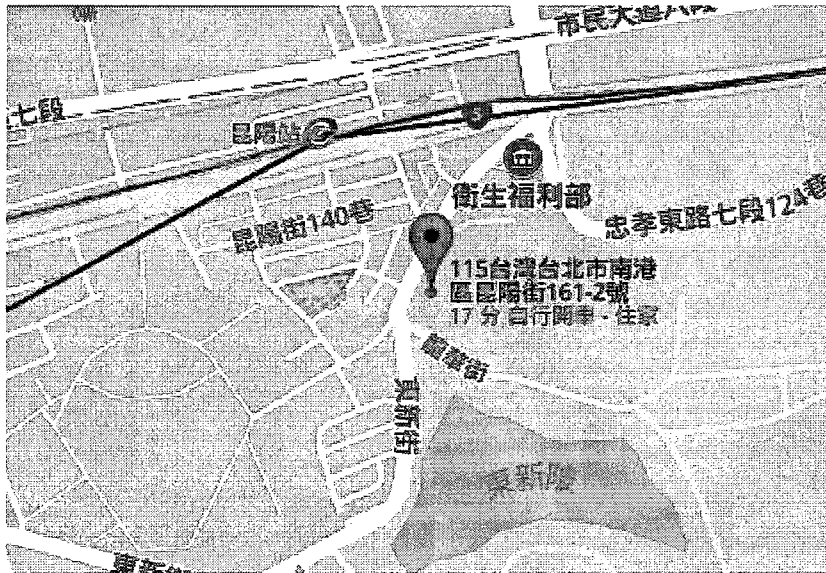 市民大道八段
七段
昆陽站
5
衛生福利部
昆陽街140巷
忠孝東路七段124巷
115台灣台北市南港
區昆陽街161-2號
17 分 自行開車・住家
東新街
東新街